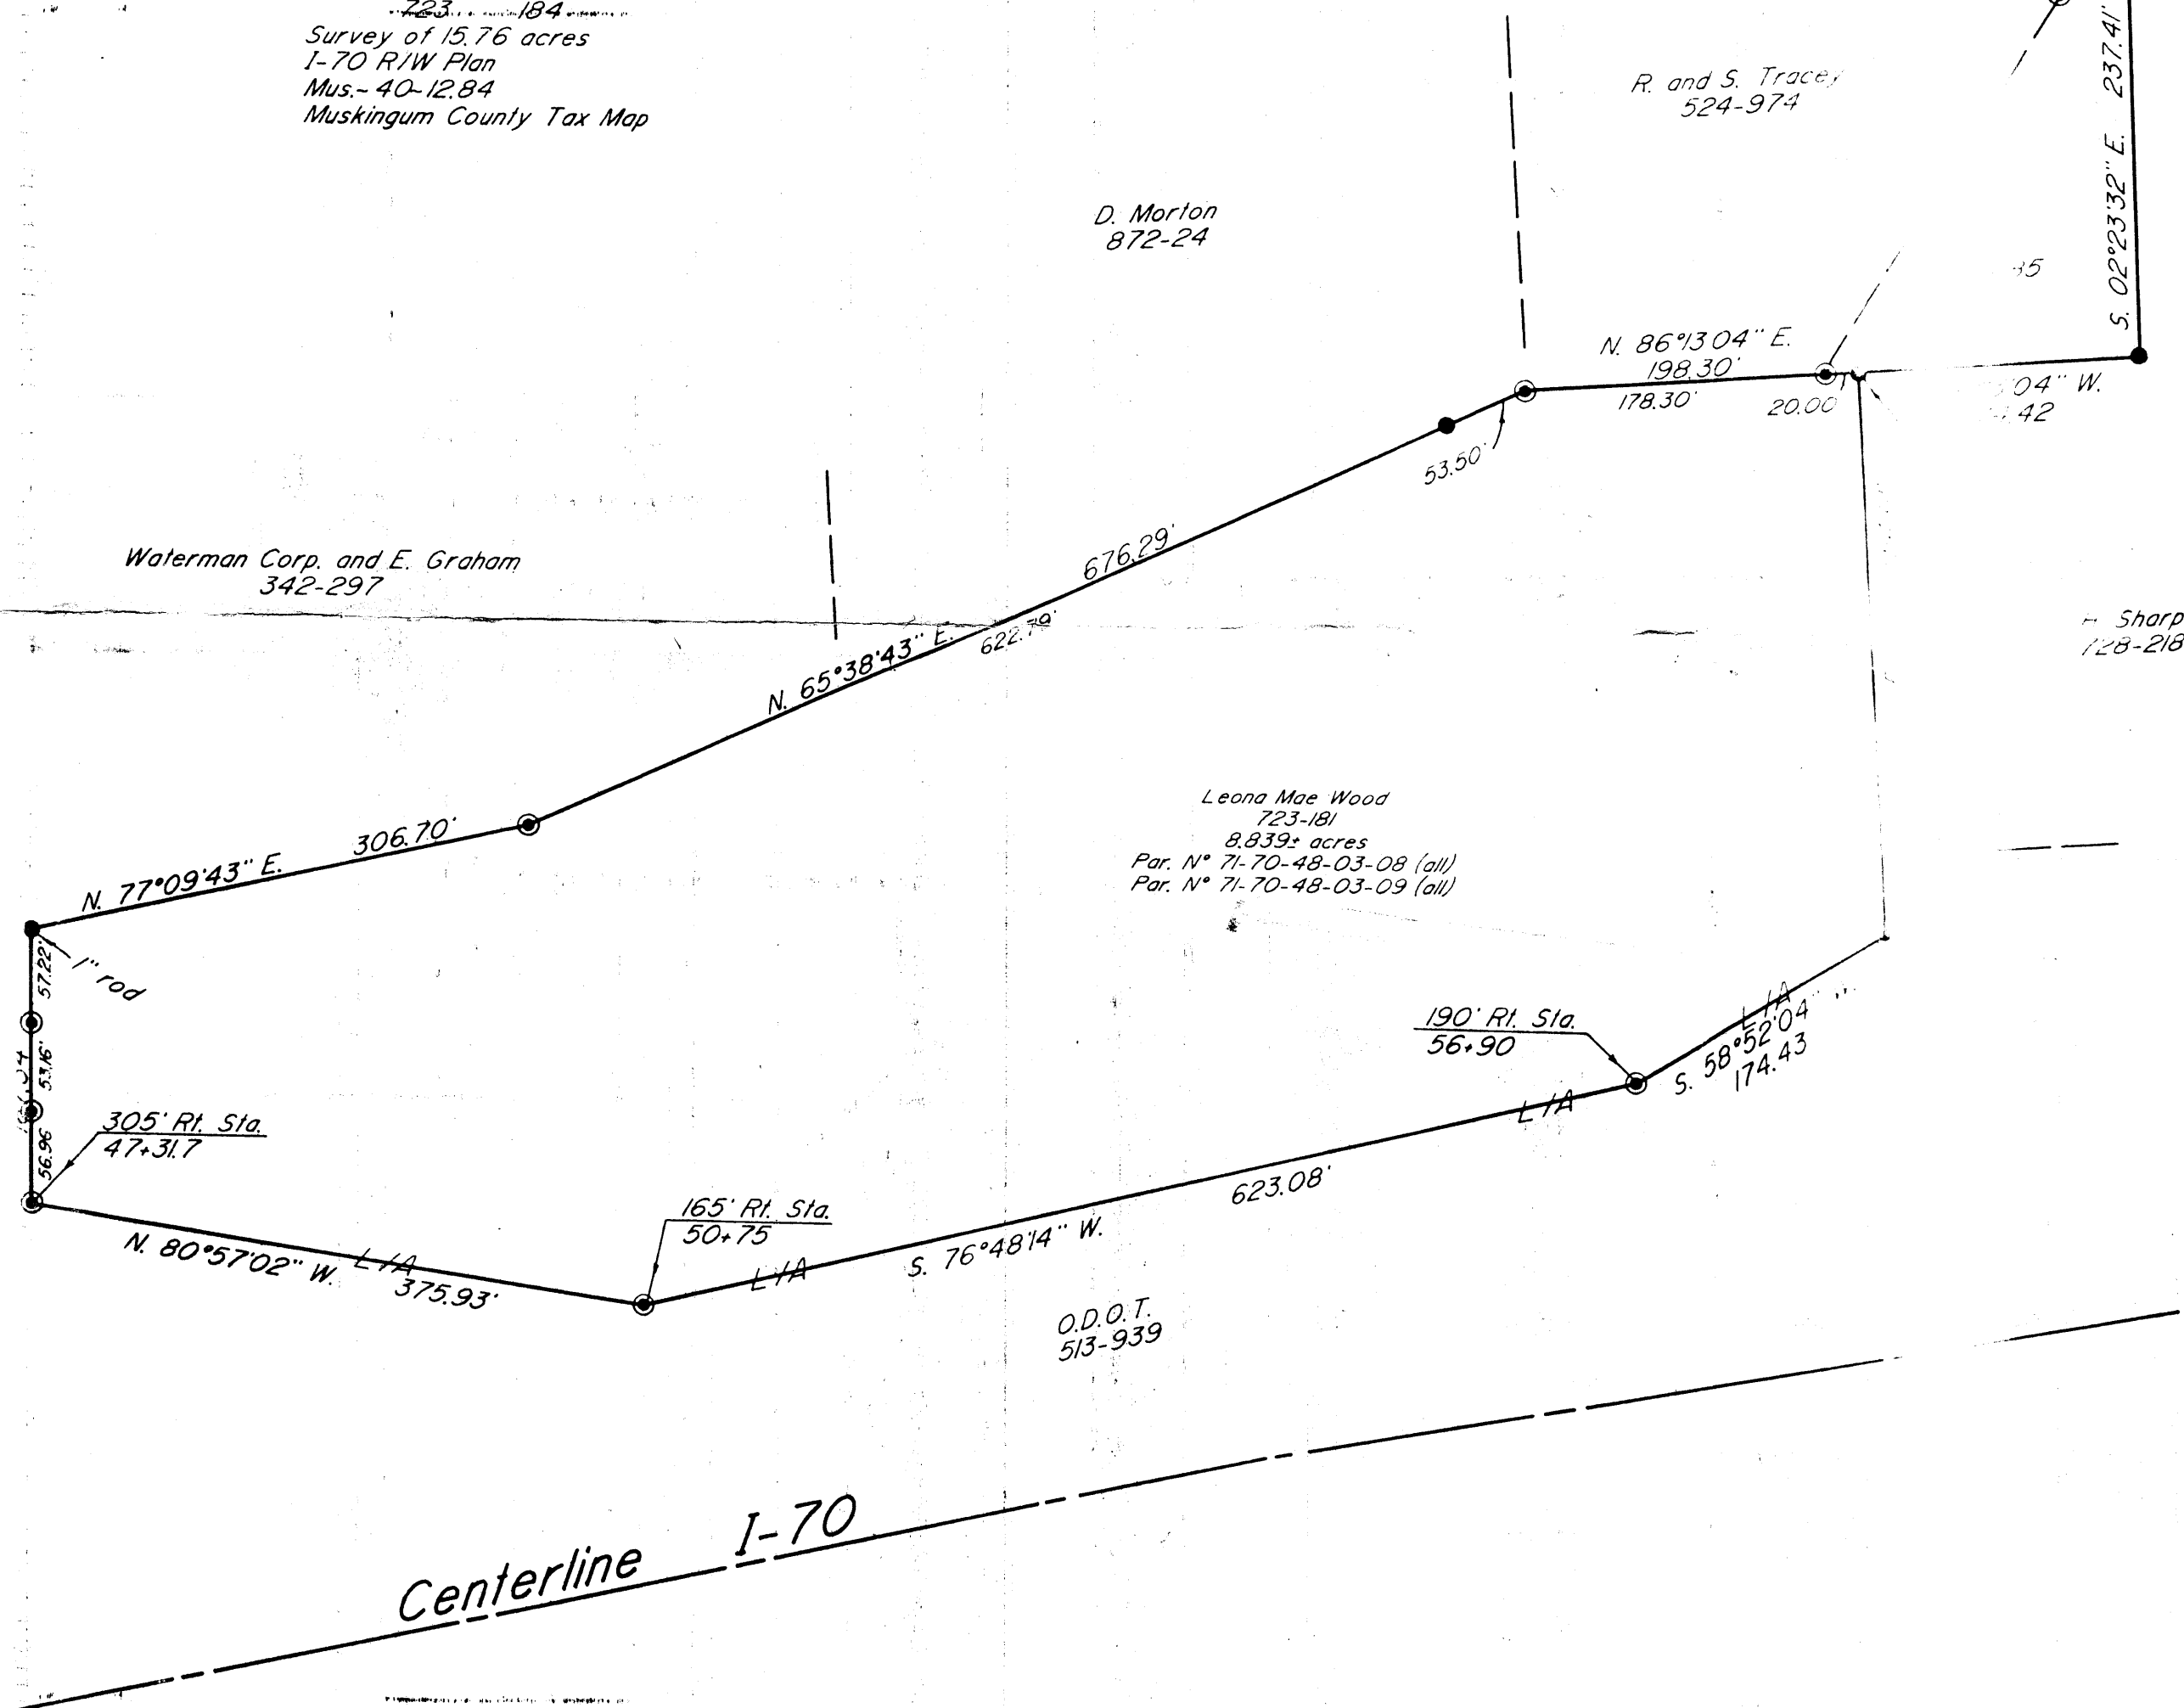 723 184
Survey of 15.76 acres
I-70 R/W Plan
Mus.- 40-12.84
Muskingum County Tax Map
R. and S. Tracey
524-974
S. 02°23'32" E. 237.41'
D. Morton
872-24
N. 86°13'04" E.
198.30'
178.30'
20.00'
04" W.
42
53.50'
676.29'
622.79'
N. 65°38'43" E.
Waterman Corp. and E. Graham
342-297
Sharp
728-218
306.70'
N. 77°09'43" E.
Leona Mae Wood
723-181
8.839± acres
Par. Nº 71-70-48-03-08 (all)
Par. Nº 71-70-48-03-09 (all)
1" rod
57.22'
53.16'
56.96
305' Rt. Sta.
47+31.7
190' Rt. Sta.
56+90
L/A
S. 58°52'04"
174.43
L/A
623.08'
S. 76°48'14" W.
165' Rt. Sta.
50+75
L/A
N. 80°57'02" W.
L/A
375.93'
O.D.O.T.
513-939
Centerline I-70